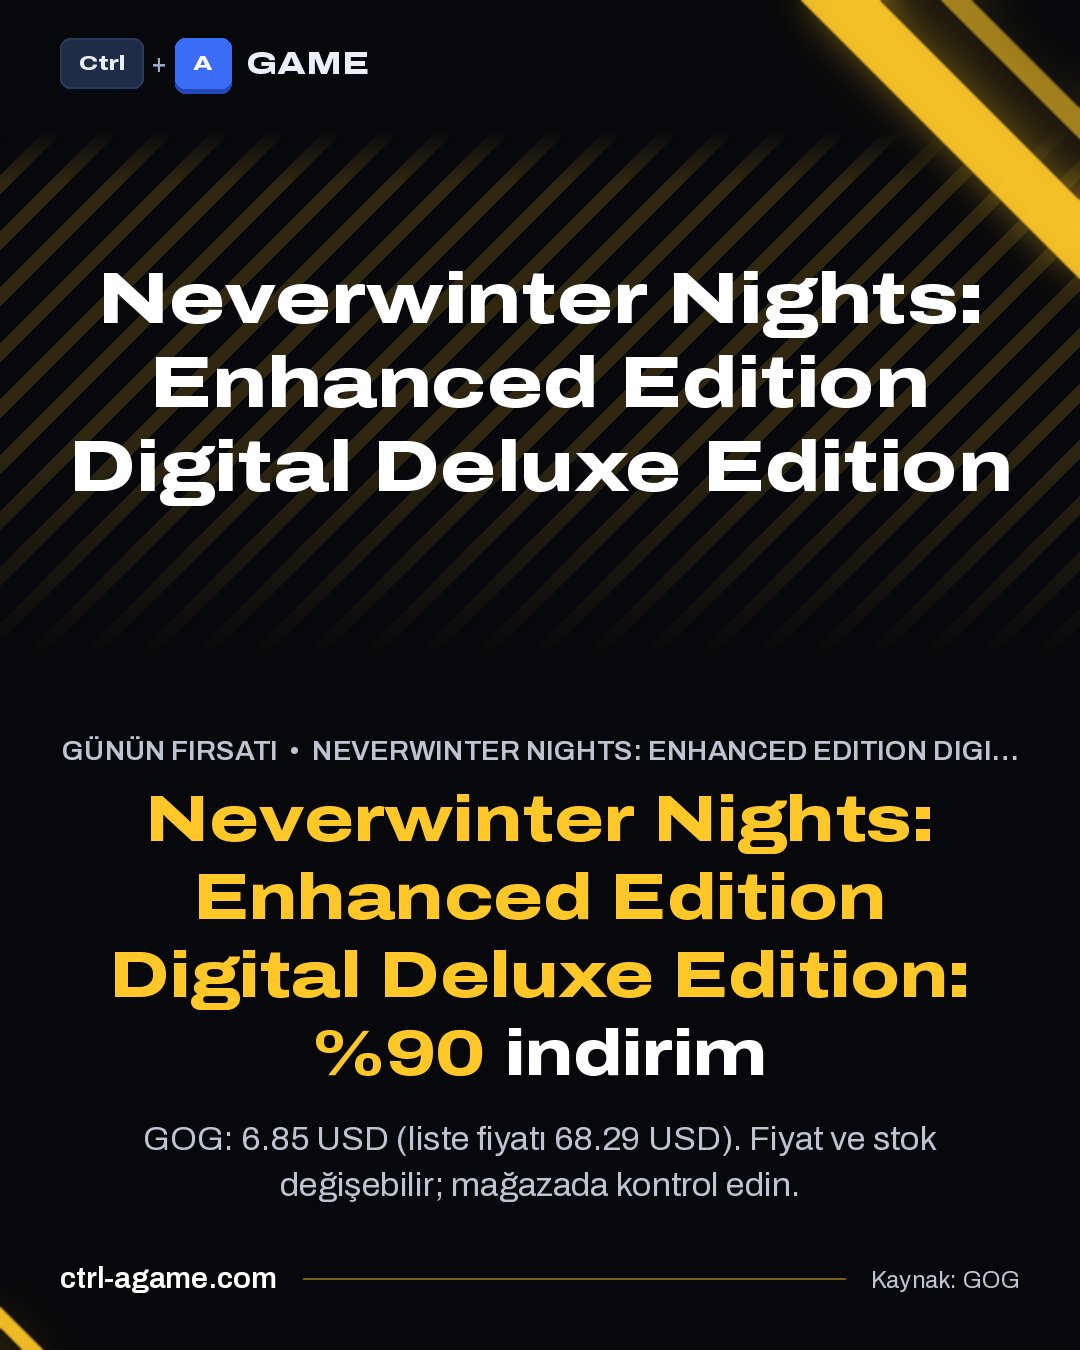 Ctrl + A GAME
Neverwinter Nights:
Enhanced Edition
Digital Deluxe Edition
GÜNÜN FIRSATI • NEVERWINTER NIGHTS: ENHANCED EDITION DIGI...
Neverwinter Nights:
Enhanced Edition
Digital Deluxe Edition:
%90 indirim
GOG: 6.85 USD (liste fiyatı 68.29 USD). Fiyat ve stok
değişebilir; mağazada kontrol edin.
ctrl-agame.com
Kaynak: GOG